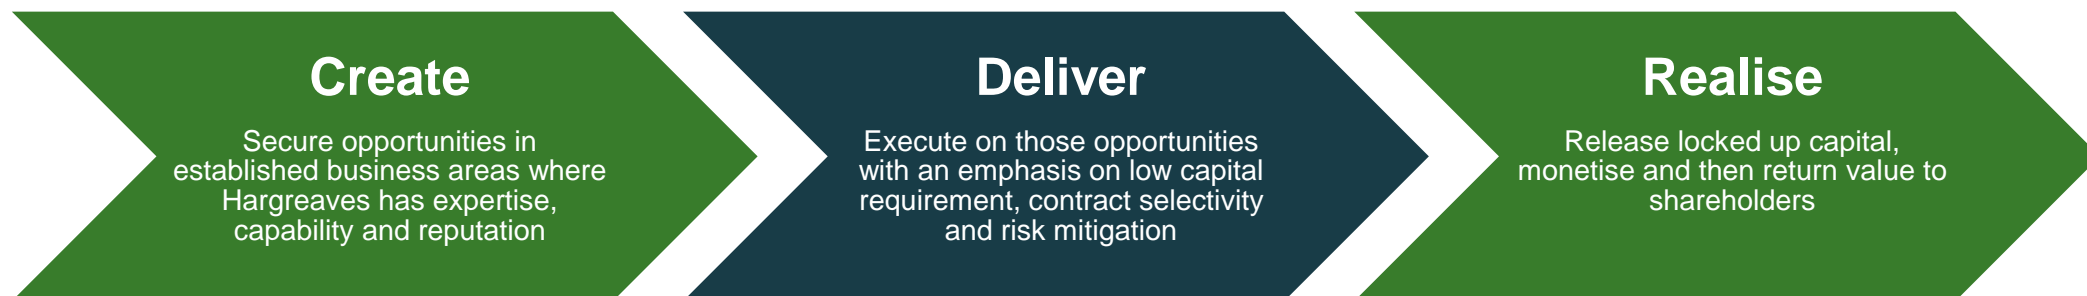 Create
Secure opportunities in
established business areas where
Hargreaves has expertise,
capability and reputation
Deliver
Execute on those opportunities
with an emphasis on low capital
requirement, contract selectivity
and risk mitigation
Realise
Release locked up capital,
monetise and then return value to
shareholders